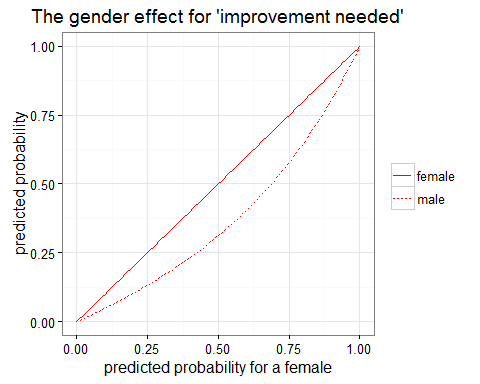 The gender effect for 'improvement needed'
predicted probability
1.00
0.75
0.50
0.25
0.00
0.00 0.25 0.50 0.75 1.00
predicted probability for a female
female
male